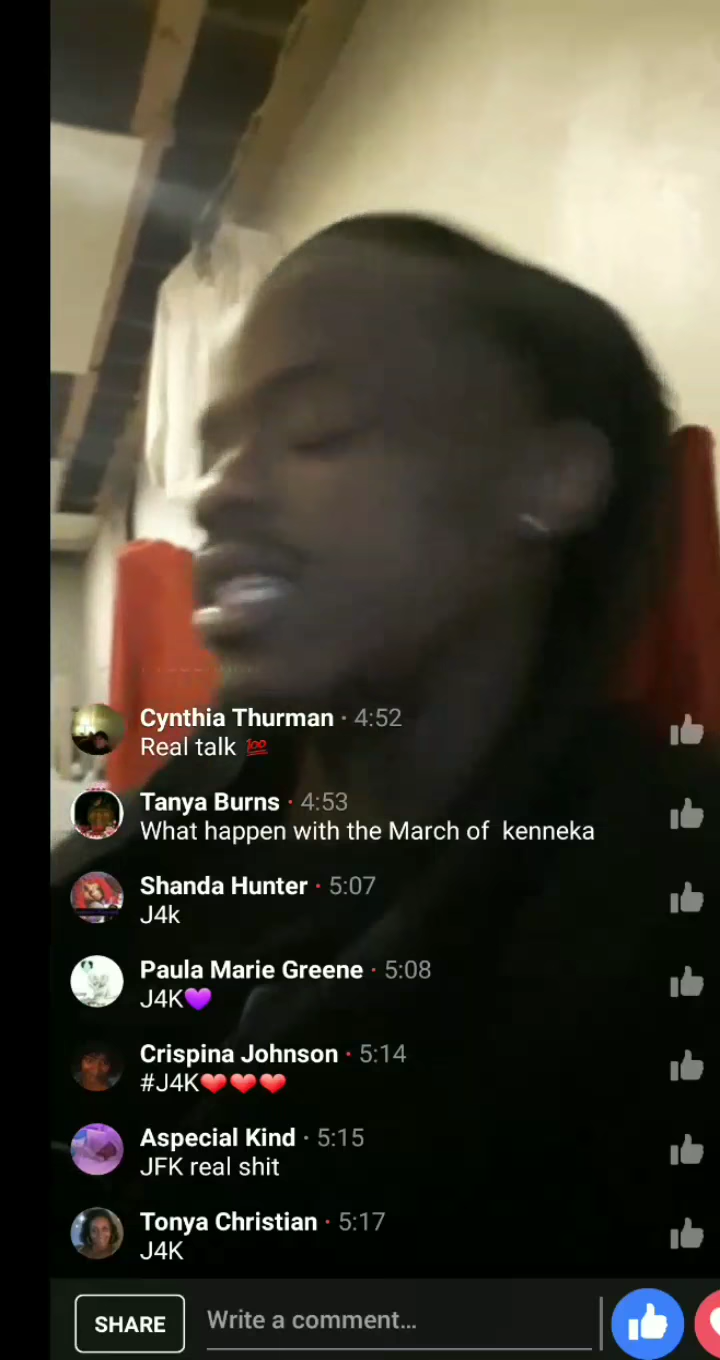 Cynthia Thurman · 4:52
Real talk 💯
Tanya Burns · 4:53
What happen with the March of kenneka
Shanda Hunter · 5:07
J4k
Paula Marie Greene · 5:08
J4K💜
Crispina Johnson · 5:14
#J4K❤️❤️❤️
Aspecial Kind · 5:15
JFK real shit
Tonya Christian · 5:17
J4K
SHARE
Write a comment...